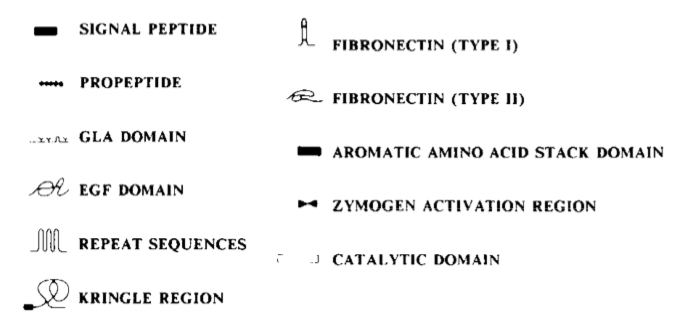 SIGNAL PEPTIDE
PROPEPTIDE
GLA DOMAIN
EGF DOMAIN
REPEAT SEQUENCES
KRINGLE REGION
FIBRONECTIN (TYPE I)
FIBRONECTIN (TYPE II)
AROMATIC AMINO ACID STACK DOMAIN
ZYMOGEN ACTIVATION REGION
CATALYTIC DOMAIN